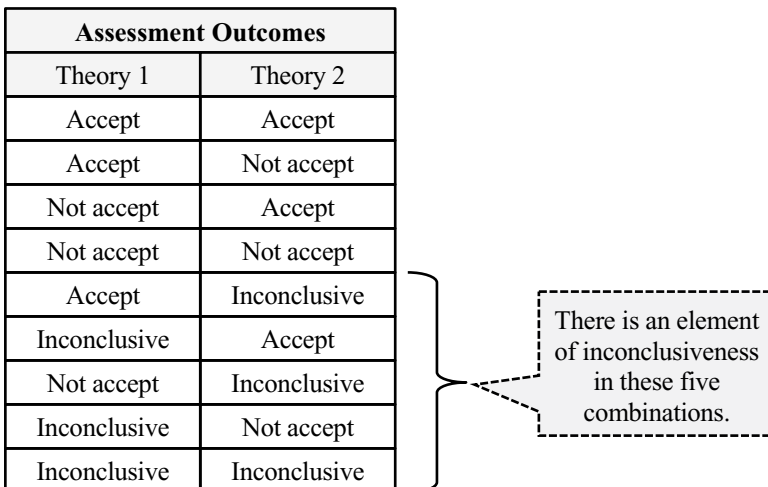 Assessment Outcomes
Theory 1 Theory 2
Accept Accept
Accept Not accept
Not accept Accept
Not accept Not accept
Accept Inconclusive
Inconclusive Accept
Not accept Inconclusive
Inconclusive Not accept
Inconclusive Inconclusive
There is an element
of inconclusiveness
in these five
combinations.